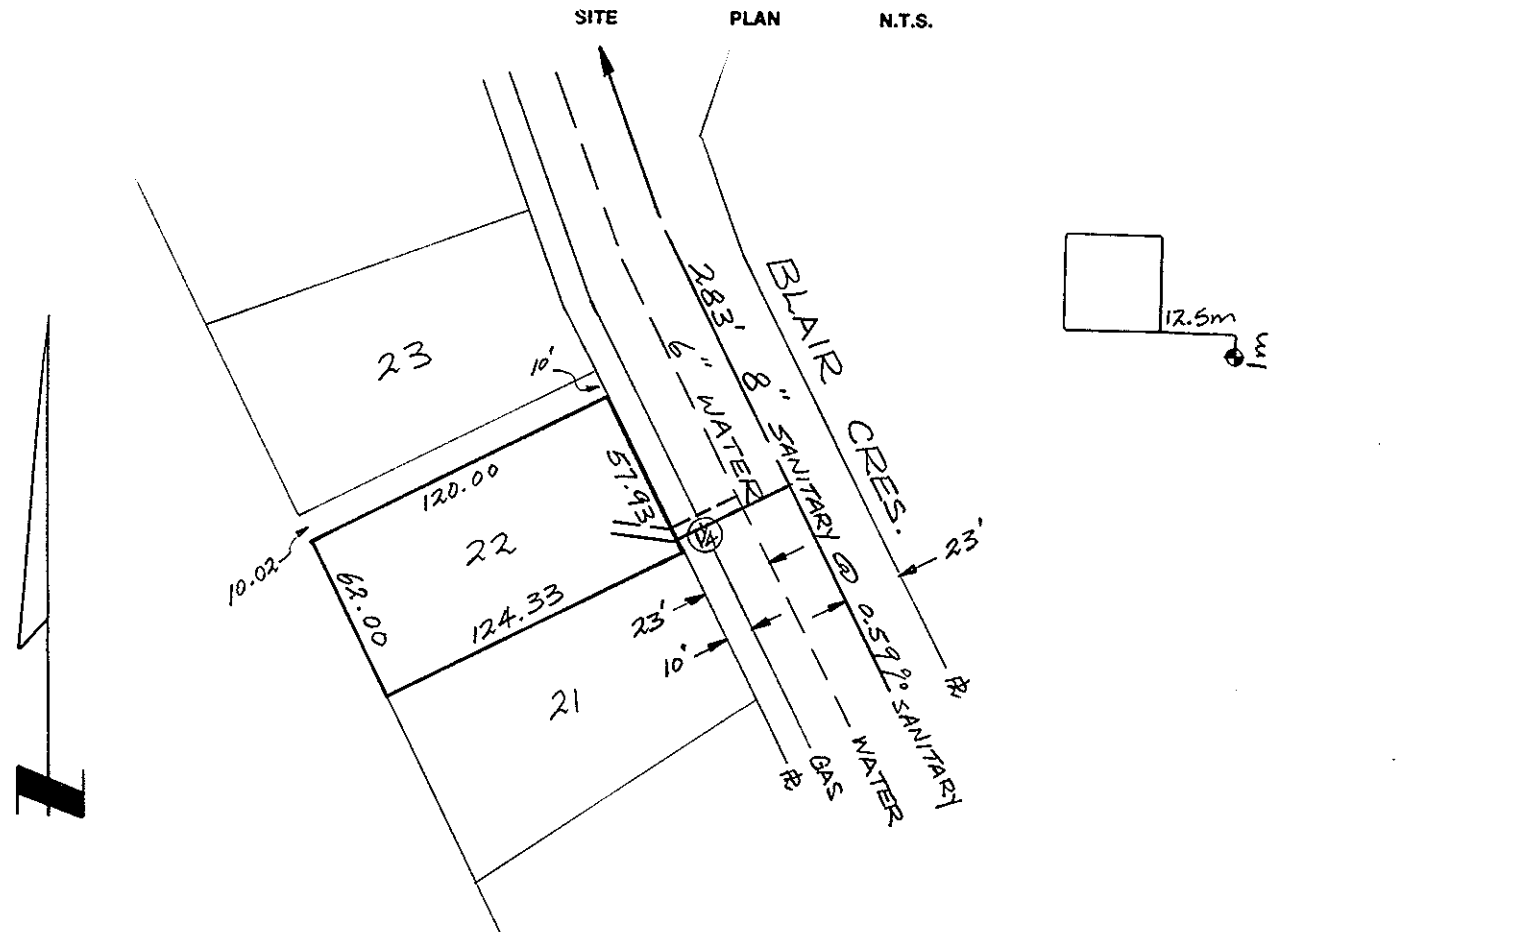 SITE PLAN N.T.S.
283' 8" SANITARY @ 0.59% SANITARY
BLAIR CRES.
6" WATER
12.5m
1m
23
10'
57.93
120.00
22
10.02
62.00
124.33
23'
23'
10'
21
GAS
WATER